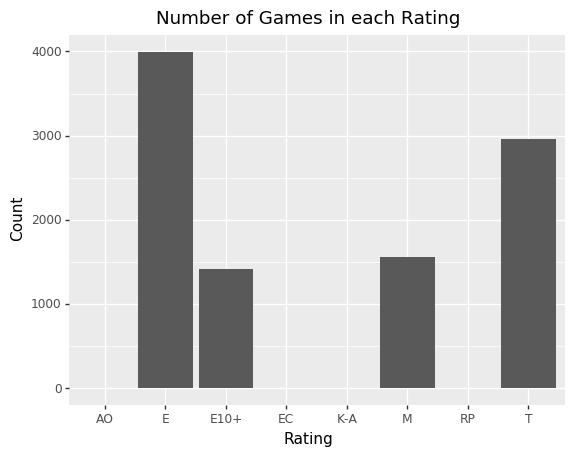 Number of Games in each Rating
4000
3000
2000
1000
0
Count
AO E E10+ EC K-A M RP T
Rating